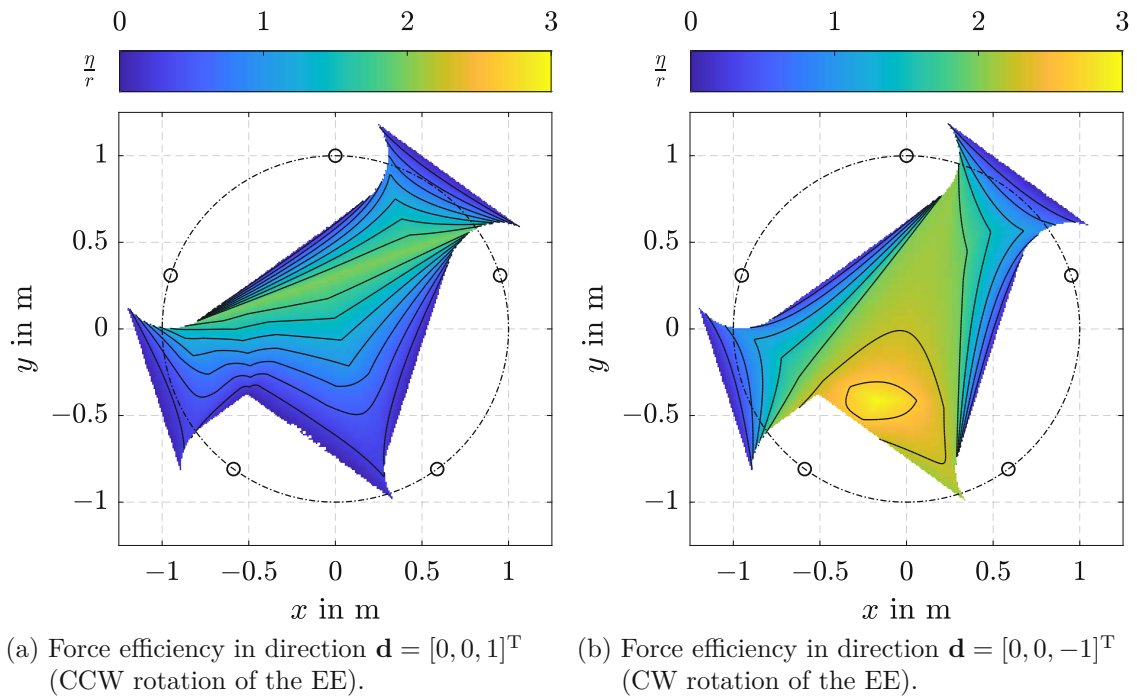 0 1 2 3
η/r
1
0.5
0
−0.5
−1
y in m
−1 −0.5 0 0.5 1
x in m
(a) Force efficiency in direction d = [0, 0, 1]ᵀ
(CCW rotation of the EE).
0 1 2 3
η/r
1
0.5
0
−0.5
−1
y in m
−1 −0.5 0 0.5 1
x in m
(b) Force efficiency in direction d = [0, 0, −1]ᵀ
(CW rotation of the EE).